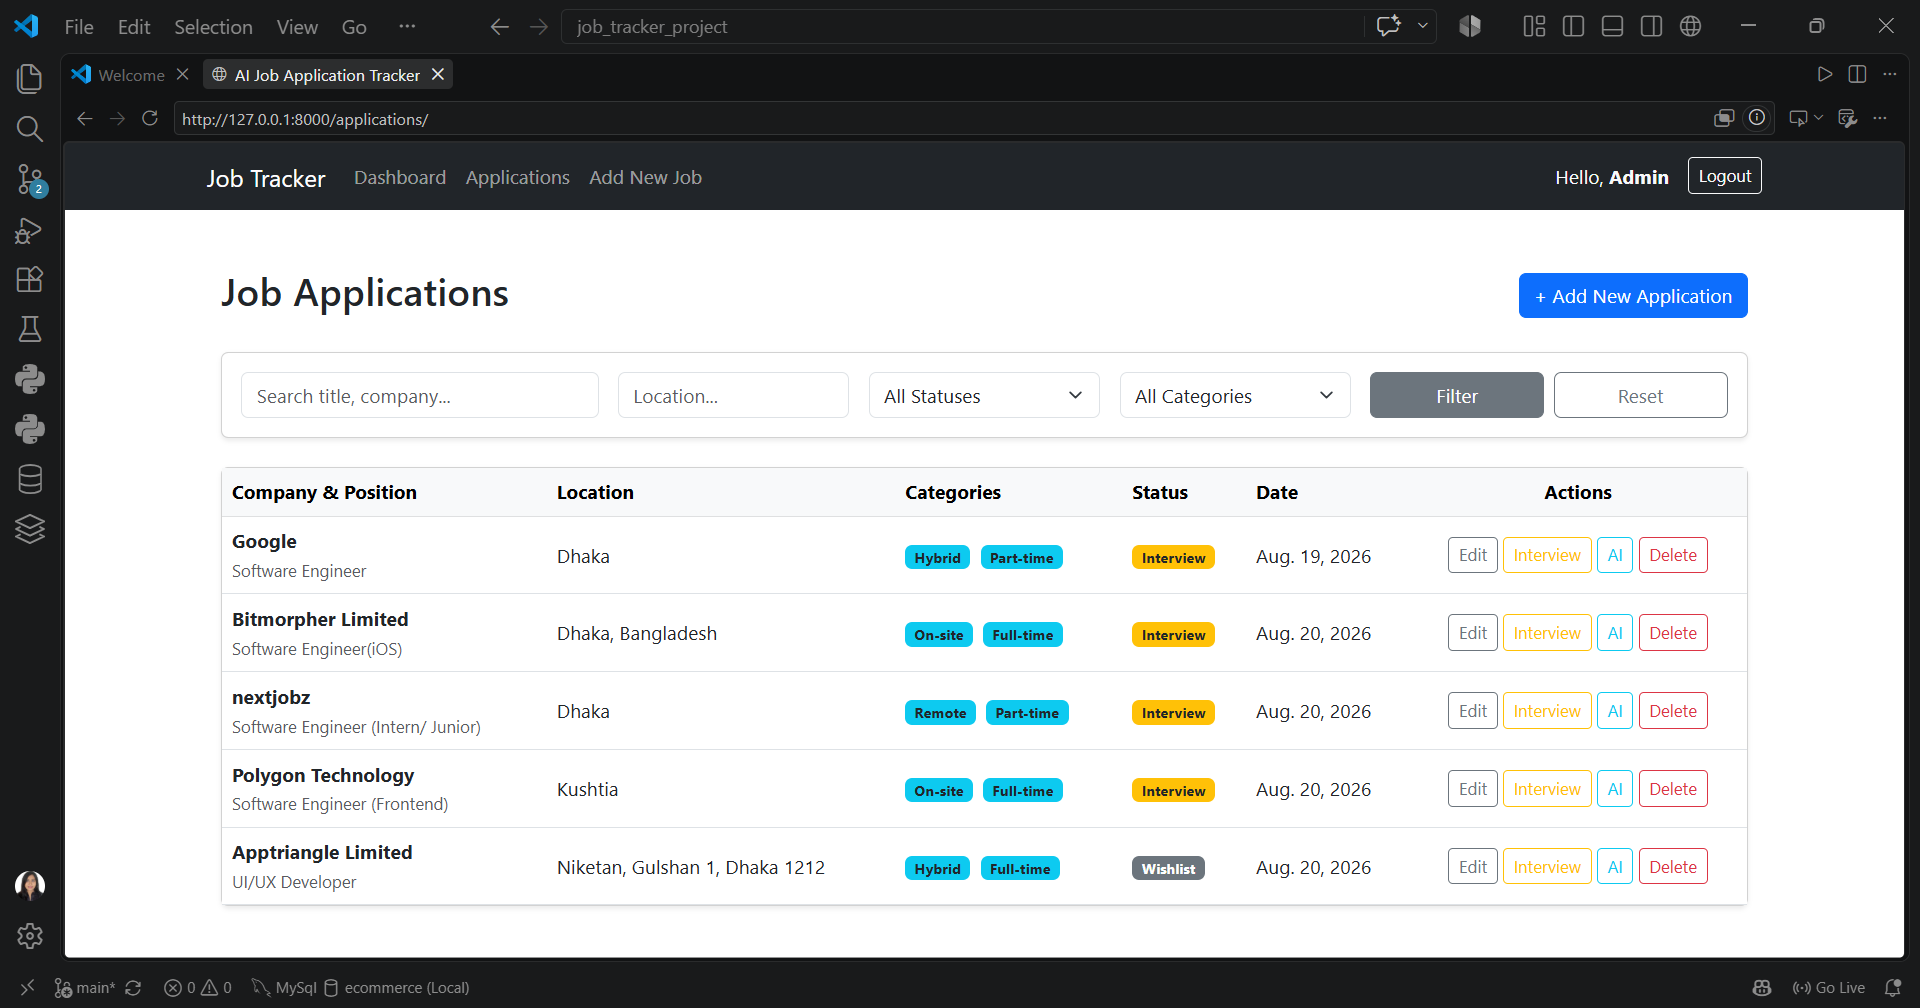 File Edit Selection View Go ··· job_tracker_project
Welcome AI Job Application Tracker
http://127.0.0.1:8000/applications/
2
Job Tracker Dashboard Applications Add New Job Hello, Admin Logout
Job Applications + Add New Application
Search title, company... Location... All Statuses All Categories Filter Reset
Company & Position Location Categories Status Date Actions
Google
Software Engineer
Dhaka Hybrid Part-time Interview Aug. 19, 2026 Edit Interview AI Delete
Bitmorpher Limited
Software Engineer(iOS)
Dhaka, Bangladesh On-site Full-time Interview Aug. 20, 2026 Edit Interview AI Delete
nextjobz
Software Engineer (Intern/ Junior)
Dhaka Remote Part-time Interview Aug. 20, 2026 Edit Interview AI Delete
Polygon Technology
Software Engineer (Frontend)
Kushtia On-site Full-time Interview Aug. 20, 2026 Edit Interview AI Delete
Apptriangle Limited
UI/UX Developer
Niketan, Gulshan 1, Dhaka 1212 Hybrid Full-time Wishlist Aug. 20, 2026 Edit Interview AI Delete
main* 0 0 MySql ecommerce (Local) Go Live